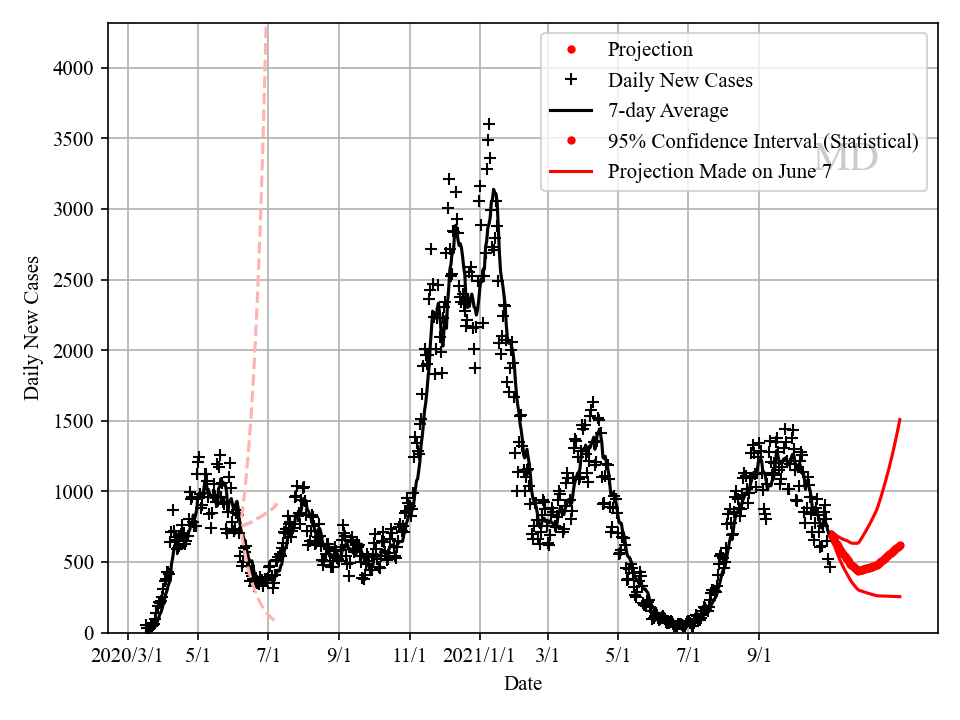 4000
3500
3000
2500
2000
1500
1000
500
0
Daily New Cases
Projection
Daily New Cases
7-day Average
95% Confidence Interval (Statistical)
Projection Made on June 7
MD
2020/3/1 5/1 7/1 9/1 11/1 2021/1/1 3/1 5/1 7/1 9/1
Date